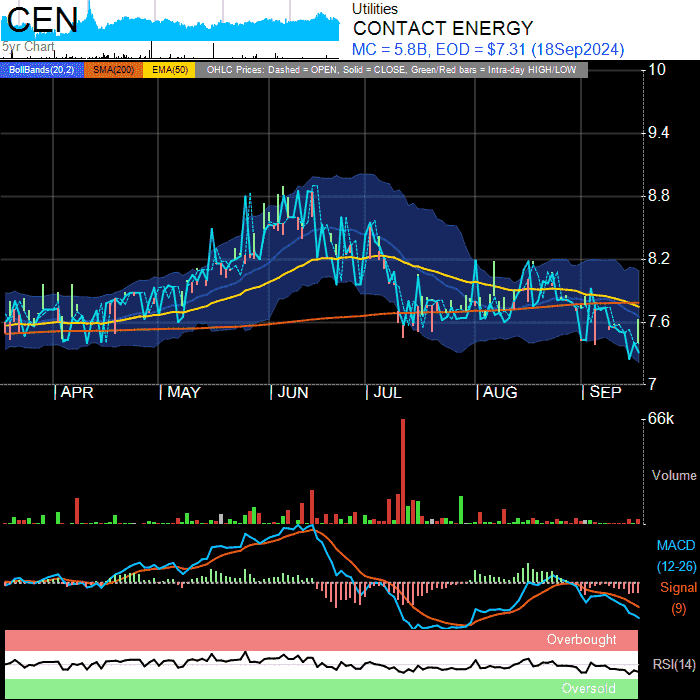 CEN
5yr Chart
Utilities
CONTACT ENERGY
MC = 5.8B, EOD = $7.31 (18Sep2024)
BollBands(20,2) SMA(200) EMA(50) OHLC Prices: Dashed = OPEN, Solid = CLOSE, Green/Red bars = Intra-day HIGH/LOW
10
9.4
8.8
8.2
7.6
7
APR MAY JUN JUL AUG SEP
66k
Volume
MACD
(12-26)
Signal
(9)
Overbought
RSI(14)
Oversold